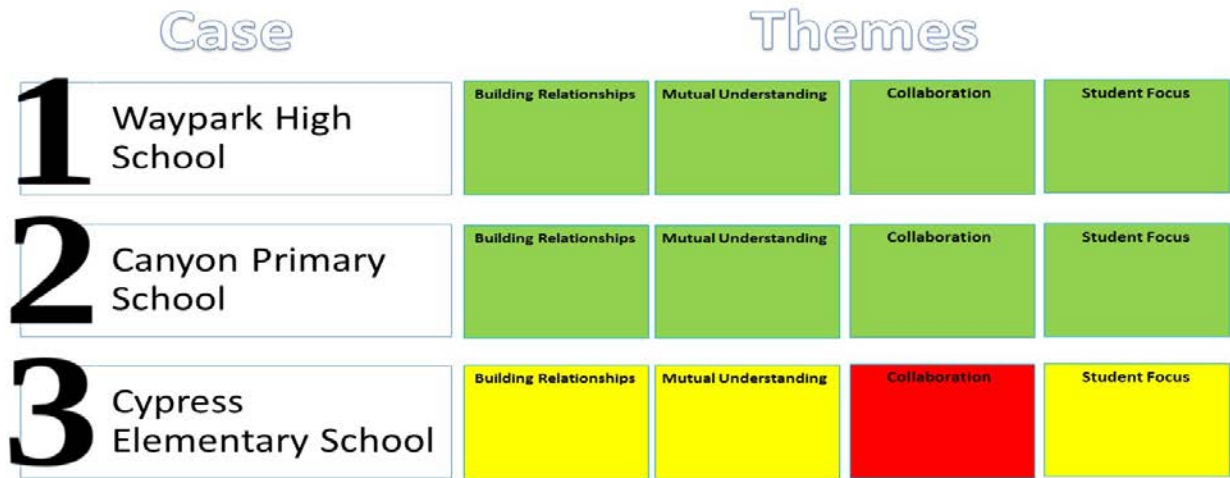 Case
Themes
1
Waypark High
School
Building Relationships
Mutual Understanding
Collaboration
Student Focus
2
Canyon Primary
School
Building Relationships
Mutual Understanding
Collaboration
Student Focus
3
Cypress
Elementary School
Building Relationships
Mutual Understanding
Collaboration
Student Focus